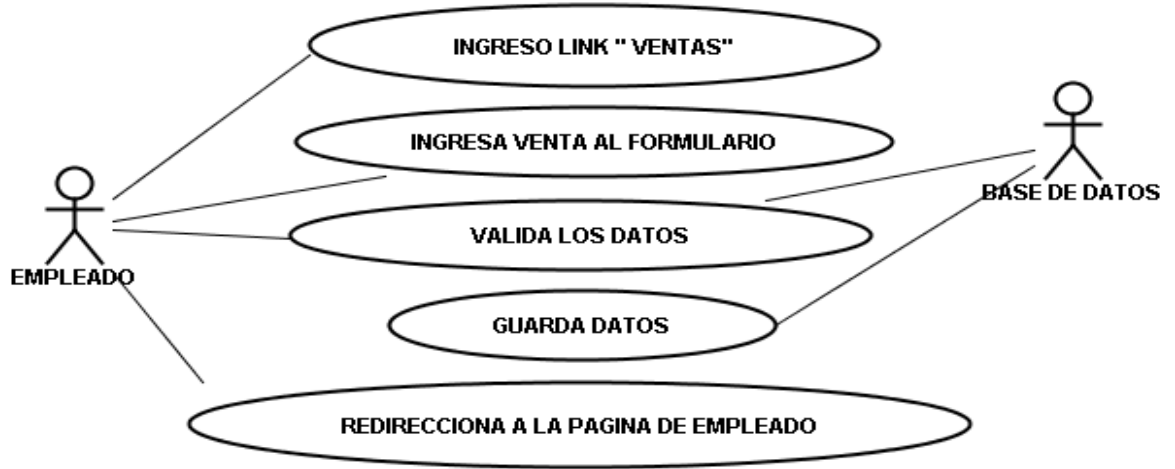 INGRESO LINK " VENTAS"
INGRESA VENTA AL FORMULARIO
BASE DE DATOS
VALIDA LOS DATOS
EMPLEADO
GUARDA DATOS
REDIRECCIONA A LA PAGINA DE EMPLEADO